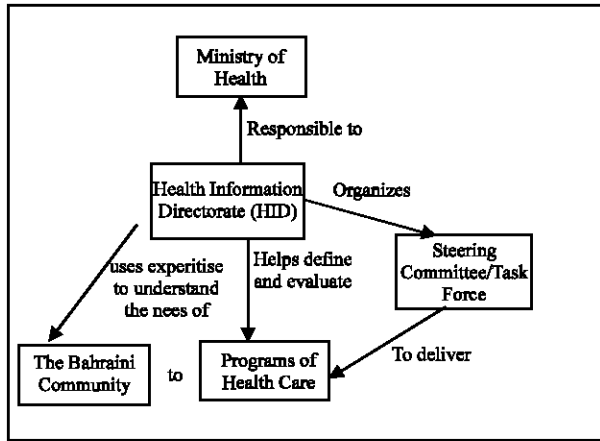 Ministry of
Health
Responsible to
Health Information
Directorate (HID)
Organizes
Steering
Committee/Task
Force
uses experitise
to understand
the nees of
Helps define
and evaluate
To deliver
The Bahraini
Community
to
Programs of
Health Care